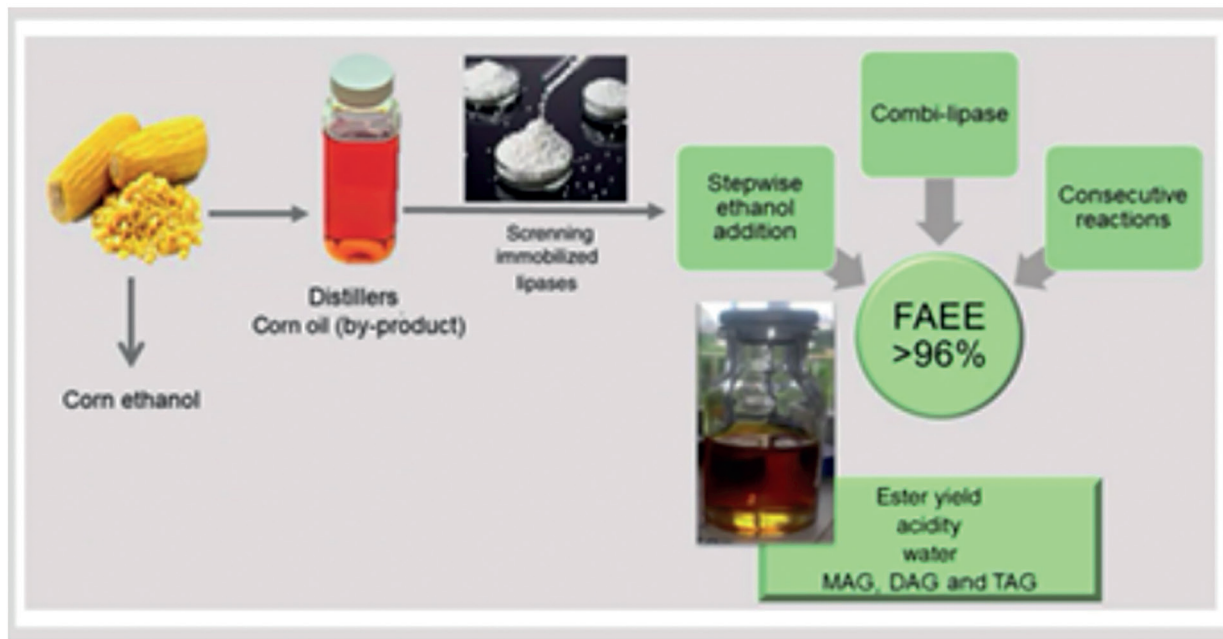 Corn ethanol
Distillers
Corn oil (by-product)
Screnning
immobilized
lipases
Stepwise
ethanol
addition
Combi-lipase
Consecutive
reactions
FAEE
>96%
Ester yield
acidity
water
MAG, DAG and TAG